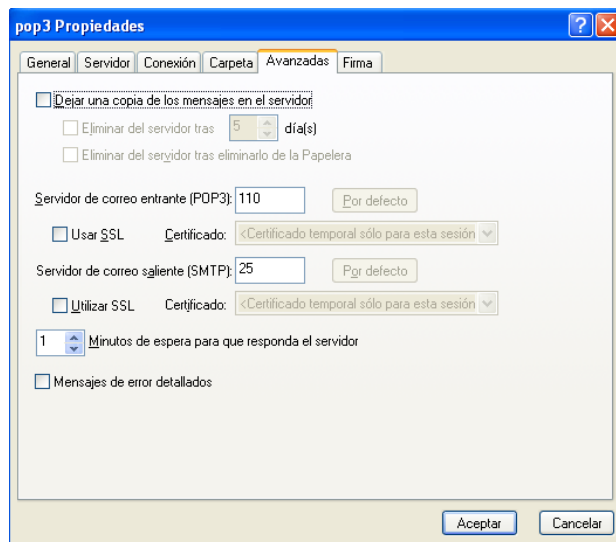 pop3 Propiedades
General Servidor Conexión Carpeta Avanzadas Firma
Dejar una copia de los mensajes en el servidor
Eliminar del servidor tras 5 día(s)
Eliminar del servidor tras eliminarlo de la Papelera
Servidor de correo entrante (POP3): 110 Por defecto
Usar SSL Certificado: <Certificado temporal sólo para esta sesión
Servidor de correo saliente (SMTP): 25 Por defecto
Utilizar SSL Certificado: <Certificado temporal sólo para esta sesión
1 Minutos de espera para que responda el servidor
Mensajes de error detallados
Aceptar Cancelar